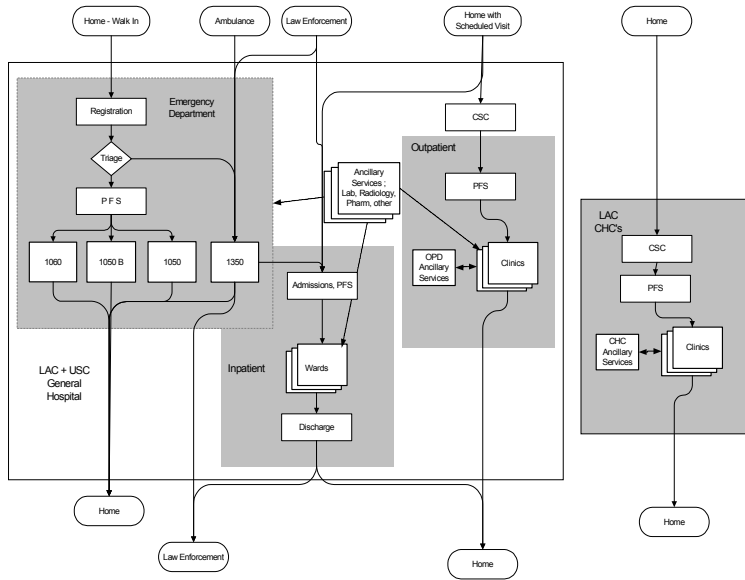 Home - Walk In
Ambulance
Law Enforcement
Home with
Scheduled Visit
Home
Emergency
Department
Registration
Triage
P F S
1060
1050 B
1050
1350
Ancillary
Services ;
Lab, Radiology,
Pharm, other
CSC
Outpatient
PFS
OPD
Ancillary
Services
Clinics
LAC
CHC's
CSC
PFS
CHC
Ancillary
Services
Clinics
Admissions, PFS
Inpatient
Wards
Discharge
LAC + USC
General
Hospital
Home
Law Enforcement
Home
Home